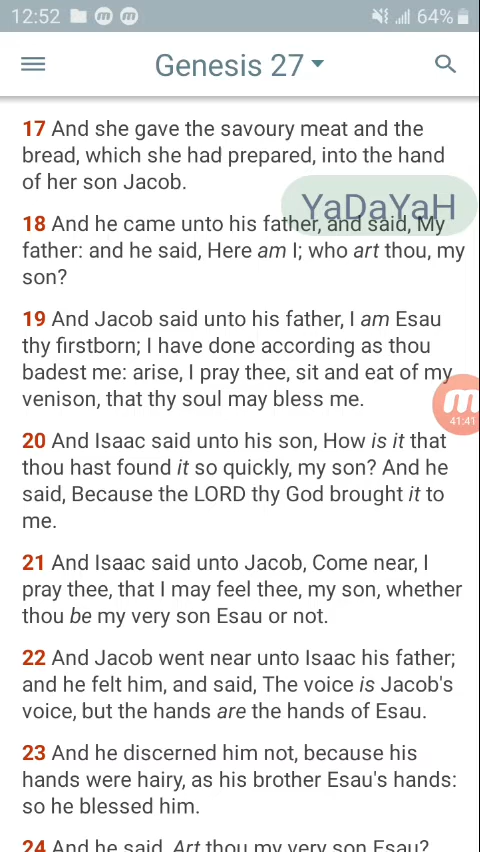 12:52
64%
Genesis 27
17 And she gave the savoury meat and the
bread, which she had prepared, into the hand
of her son Jacob.
YaDaYaH
18 And he came unto his father, and said, My
father: and he said, Here am I; who art thou, my
son?
19 And Jacob said unto his father, I am Esau
thy firstborn; I have done according as thou
badest me: arise, I pray thee, sit and eat of my
venison, that thy soul may bless me.
41:41
20 And Isaac said unto his son, How is it that
thou hast found it so quickly, my son? And he
said, Because the LORD thy God brought it to
me.
21 And Isaac said unto Jacob, Come near, I
pray thee, that I may feel thee, my son, whether
thou be my very son Esau or not.
22 And Jacob went near unto Isaac his father;
and he felt him, and said, The voice is Jacob's
voice, but the hands are the hands of Esau.
23 And he discerned him not, because his
hands were hairy, as his brother Esau's hands:
so he blessed him.
24 And he said, Art thou my very son Esau?